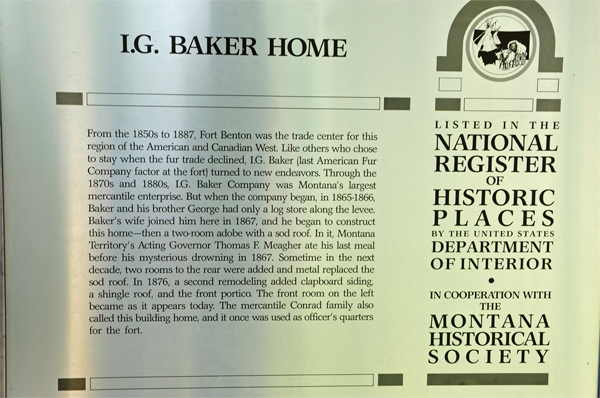 I.G. BAKER HOME
From the 1850s to 1887, Fort Benton was the trade center for this
region of the American and Canadian West. Like others who chose
to stay when the fur trade declined, I.G. Baker (last American Fur
Company factor at the fort) turned to new endeavors. Through the
1870s and 1880s, I.G. Baker Company was Montana's largest
mercantile enterprise. But when the company began, in 1865-1866,
Baker and his brother George had only a log store along the levee.
Baker's wife joined him here in 1867, and he began to construct
this home—then a two-room adobe with a sod roof. In it, Montana
Territory's Acting Governor Thomas F. Meagher ate his last meal
before his mysterious drowning in 1867. Sometime in the next
decade, two rooms to the rear were added and metal replaced the
sod roof. In 1876, a second remodeling added clapboard siding,
a shingle roof, and the front portico. The front room on the left
became as it appears today. The mercantile Conrad family also
called this building home, and it once was used as officer's quarters
for the fort.
LISTED IN THE
NATIONAL
REGISTER
OF
HISTORIC
PLACES
BY THE UNITED STATES
DEPARTMENT
OF INTERIOR
•
IN COOPERATION WITH
THE
MONTANA
HISTORICAL
SOCIETY